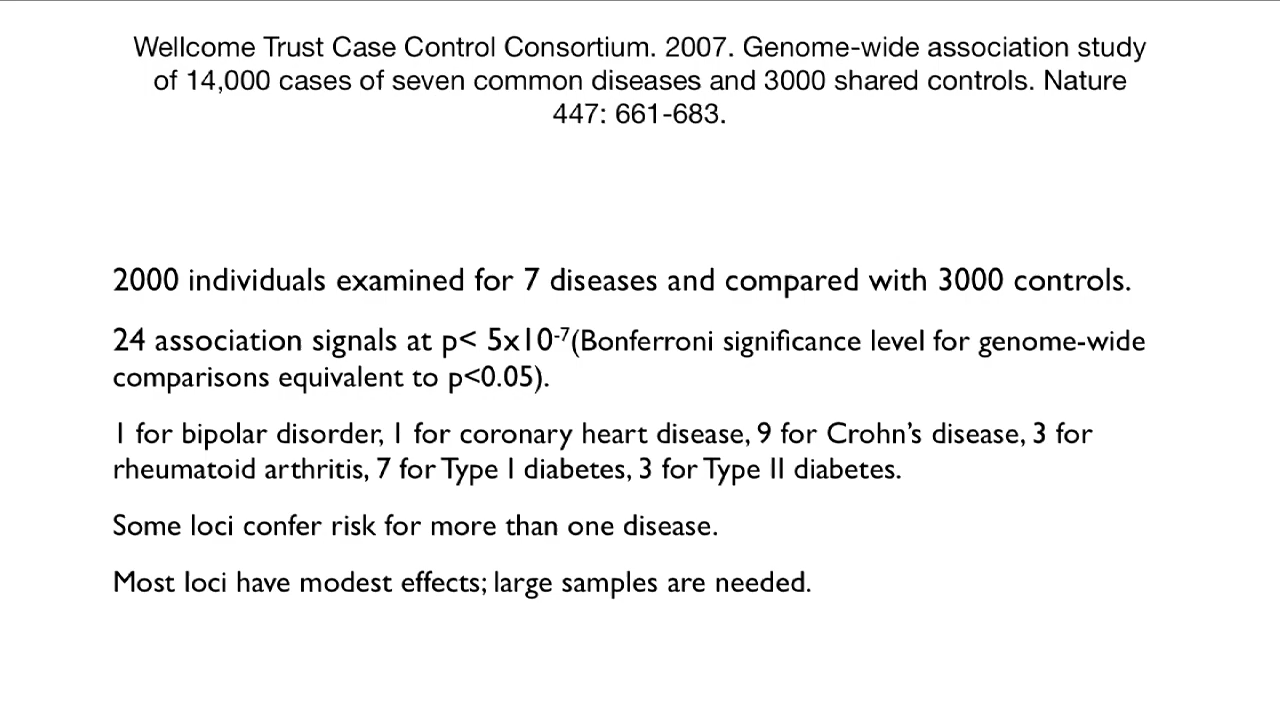 Wellcome Trust Case Control Consortium. 2007. Genome-wide association study
of 14,000 cases of seven common diseases and 3000 shared controls. Nature
447: 661-683.
2000 individuals examined for 7 diseases and compared with 3000 controls.
24 association signals at p< 5x10⁻⁷(Bonferroni significance level for genome-wide
comparisons equivalent to p<0.05).
1 for bipolar disorder, 1 for coronary heart disease, 9 for Crohn’s disease, 3 for
rheumatoid arthritis, 7 for Type I diabetes, 3 for Type II diabetes.
Some loci confer risk for more than one disease.
Most loci have modest effects; large samples are needed.